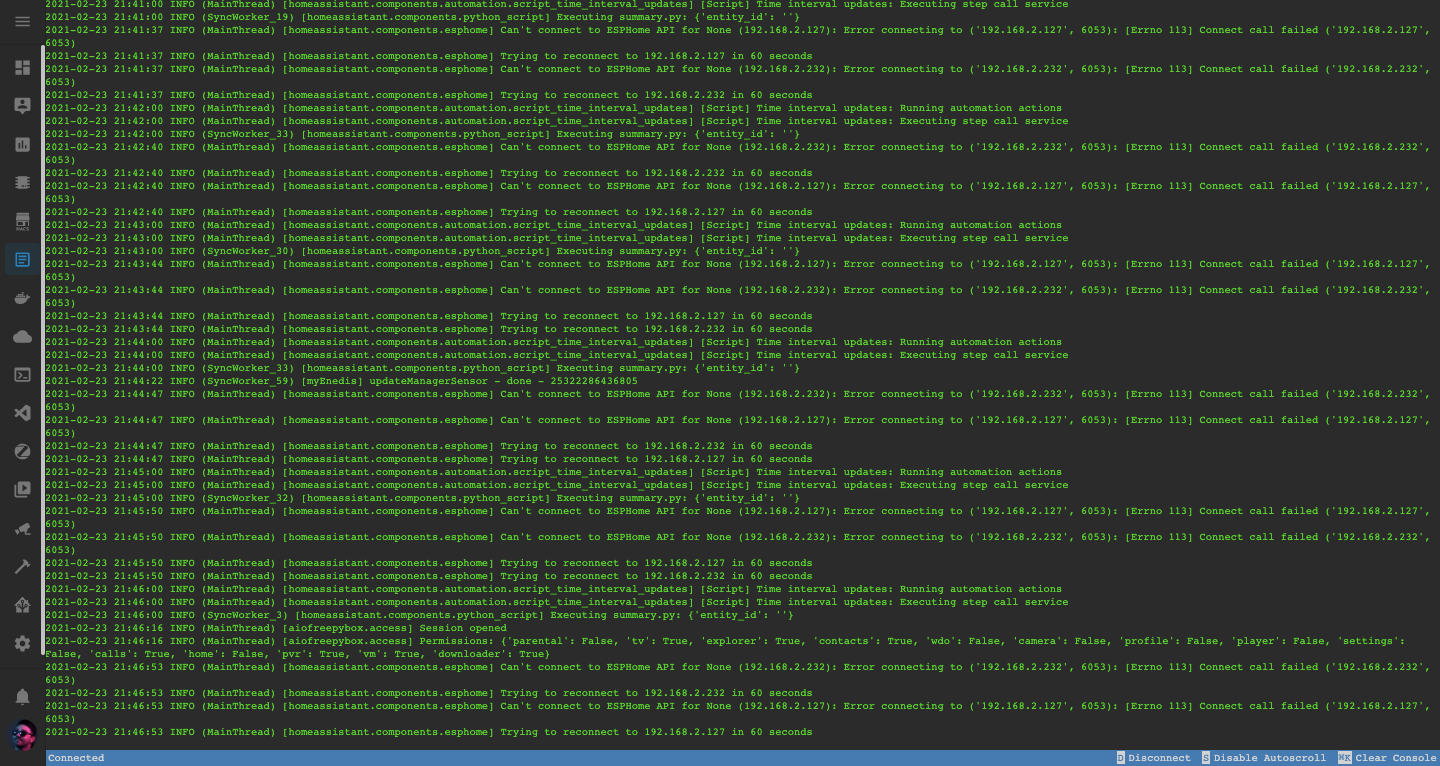 2021-02-23 21:41:00 INFO (MainThread) [homeassistant.components.automation.script_time_interval_updates] [Script] Time interval updates: Executing step call service
2021-02-23 21:41:00 INFO (SyncWorker_19) [homeassistant.components.python_script] Executing summary.py: {'entity_id': ''}
2021-02-23 21:41:37 INFO (MainThread) [homeassistant.components.esphome] Can't connect to ESPHome API for None (192.168.2.127): Error connecting to ('192.168.2.127', 6053): [Errno 113] Connect call failed ('192.168.2.127',
6053)
2021-02-23 21:41:37 INFO (MainThread) [homeassistant.components.esphome] Trying to reconnect to 192.168.2.127 in 60 seconds
2021-02-23 21:41:37 INFO (MainThread) [homeassistant.components.esphome] Can't connect to ESPHome API for None (192.168.2.232): Error connecting to ('192.168.2.232', 6053): [Errno 113] Connect call failed ('192.168.2.232',
6053)
2021-02-23 21:41:37 INFO (MainThread) [homeassistant.components.esphome] Trying to reconnect to 192.168.2.232 in 60 seconds
2021-02-23 21:42:00 INFO (MainThread) [homeassistant.components.automation.script_time_interval_updates] [Script] Time interval updates: Running automation actions
2021-02-23 21:42:00 INFO (MainThread) [homeassistant.components.automation.script_time_interval_updates] [Script] Time interval updates: Executing step call service
2021-02-23 21:42:00 INFO (SyncWorker_33) [homeassistant.components.python_script] Executing summary.py: {'entity_id': ''}
2021-02-23 21:42:40 INFO (MainThread) [homeassistant.components.esphome] Can't connect to ESPHome API for None (192.168.2.232): Error connecting to ('192.168.2.232', 6053): [Errno 113] Connect call failed ('192.168.2.232',
6053)
2021-02-23 21:42:40 INFO (MainThread) [homeassistant.components.esphome] Trying to reconnect to 192.168.2.232 in 60 seconds
2021-02-23 21:42:40 INFO (MainThread) [homeassistant.components.esphome] Can't connect to ESPHome API for None (192.168.2.127): Error connecting to ('192.168.2.127', 6053): [Errno 113] Connect call failed ('192.168.2.127',
6053)
2021-02-23 21:42:40 INFO (MainThread) [homeassistant.components.esphome] Trying to reconnect to 192.168.2.127 in 60 seconds
2021-02-23 21:43:00 INFO (MainThread) [homeassistant.components.automation.script_time_interval_updates] [Script] Time interval updates: Running automation actions
2021-02-23 21:43:00 INFO (MainThread) [homeassistant.components.automation.script_time_interval_updates] [Script] Time interval updates: Executing step call service
2021-02-23 21:43:00 INFO (SyncWorker_30) [homeassistant.components.python_script] Executing summary.py: {'entity_id': ''}
2021-02-23 21:43:44 INFO (MainThread) [homeassistant.components.esphome] Can't connect to ESPHome API for None (192.168.2.127): Error connecting to ('192.168.2.127', 6053): [Errno 113] Connect call failed ('192.168.2.127',
6053)
2021-02-23 21:43:44 INFO (MainThread) [homeassistant.components.esphome] Can't connect to ESPHome API for None (192.168.2.232): Error connecting to ('192.168.2.232', 6053): [Errno 113] Connect call failed ('192.168.2.232',
6053)
2021-02-23 21:43:44 INFO (MainThread) [homeassistant.components.esphome] Trying to reconnect to 192.168.2.127 in 60 seconds
2021-02-23 21:43:44 INFO (MainThread) [homeassistant.components.esphome] Trying to reconnect to 192.168.2.232 in 60 seconds
2021-02-23 21:44:00 INFO (MainThread) [homeassistant.components.automation.script_time_interval_updates] [Script] Time interval updates: Running automation actions
2021-02-23 21:44:00 INFO (MainThread) [homeassistant.components.automation.script_time_interval_updates] [Script] Time interval updates: Executing step call service
2021-02-23 21:44:00 INFO (SyncWorker_33) [homeassistant.components.python_script] Executing summary.py: {'entity_id': ''}
2021-02-23 21:44:22 INFO (SyncWorker_59) [myEnedis] updateManagerSensor - done - 25322286436805
2021-02-23 21:44:47 INFO (MainThread) [homeassistant.components.esphome] Can't connect to ESPHome API for None (192.168.2.232): Error connecting to ('192.168.2.232', 6053): [Errno 113] Connect call failed ('192.168.2.232',
6053)
2021-02-23 21:44:47 INFO (MainThread) [homeassistant.components.esphome] Can't connect to ESPHome API for None (192.168.2.127): Error connecting to ('192.168.2.127', 6053): [Errno 113] Connect call failed ('192.168.2.127',
6053)
2021-02-23 21:44:47 INFO (MainThread) [homeassistant.components.esphome] Trying to reconnect to 192.168.2.232 in 60 seconds
2021-02-23 21:44:47 INFO (MainThread) [homeassistant.components.esphome] Trying to reconnect to 192.168.2.127 in 60 seconds
2021-02-23 21:45:00 INFO (MainThread) [homeassistant.components.automation.script_time_interval_updates] [Script] Time interval updates: Running automation actions
2021-02-23 21:45:00 INFO (MainThread) [homeassistant.components.automation.script_time_interval_updates] [Script] Time interval updates: Executing step call service
2021-02-23 21:45:00 INFO (SyncWorker_32) [homeassistant.components.python_script] Executing summary.py: {'entity_id': ''}
2021-02-23 21:45:50 INFO (MainThread) [homeassistant.components.esphome] Can't connect to ESPHome API for None (192.168.2.127): Error connecting to ('192.168.2.127', 6053): [Errno 113] Connect call failed ('192.168.2.127',
6053)
2021-02-23 21:45:50 INFO (MainThread) [homeassistant.components.esphome] Can't connect to ESPHome API for None (192.168.2.232): Error connecting to ('192.168.2.232', 6053): [Errno 113] Connect call failed ('192.168.2.232',
6053)
2021-02-23 21:45:50 INFO (MainThread) [homeassistant.components.esphome] Trying to reconnect to 192.168.2.127 in 60 seconds
2021-02-23 21:45:50 INFO (MainThread) [homeassistant.components.esphome] Trying to reconnect to 192.168.2.232 in 60 seconds
2021-02-23 21:46:00 INFO (MainThread) [homeassistant.components.automation.script_time_interval_updates] [Script] Time interval updates: Running automation actions
2021-02-23 21:46:00 INFO (MainThread) [homeassistant.components.automation.script_time_interval_updates] [Script] Time interval updates: Executing step call service
2021-02-23 21:46:00 INFO (SyncWorker_3) [homeassistant.components.python_script] Executing summary.py: {'entity_id': ''}
2021-02-23 21:46:16 INFO (MainThread) [aiofreepybox.access] Session opened
2021-02-23 21:46:16 INFO (MainThread) [aiofreepybox.access] Permissions: {'parental': False, 'tv': True, 'explorer': True, 'contacts': True, 'wdo': False, 'camera': False, 'profile': False, 'player': False, 'settings':
False, 'calls': True, 'home': False, 'pvr': True, 'vm': True, 'downloader': True}
2021-02-23 21:46:53 INFO (MainThread) [homeassistant.components.esphome] Can't connect to ESPHome API for None (192.168.2.232): Error connecting to ('192.168.2.232', 6053): [Errno 113] Connect call failed ('192.168.2.232',
6053)
2021-02-23 21:46:53 INFO (MainThread) [homeassistant.components.esphome] Trying to reconnect to 192.168.2.232 in 60 seconds
2021-02-23 21:46:53 INFO (MainThread) [homeassistant.components.esphome] Can't connect to ESPHome API for None (192.168.2.127): Error connecting to ('192.168.2.127', 6053): [Errno 113] Connect call failed ('192.168.2.127',
6053)
2021-02-23 21:46:53 INFO (MainThread) [homeassistant.components.esphome] Trying to reconnect to 192.168.2.127 in 60 seconds
Connected D Disconnect S Disable Autoscroll ⌘K Clear Console